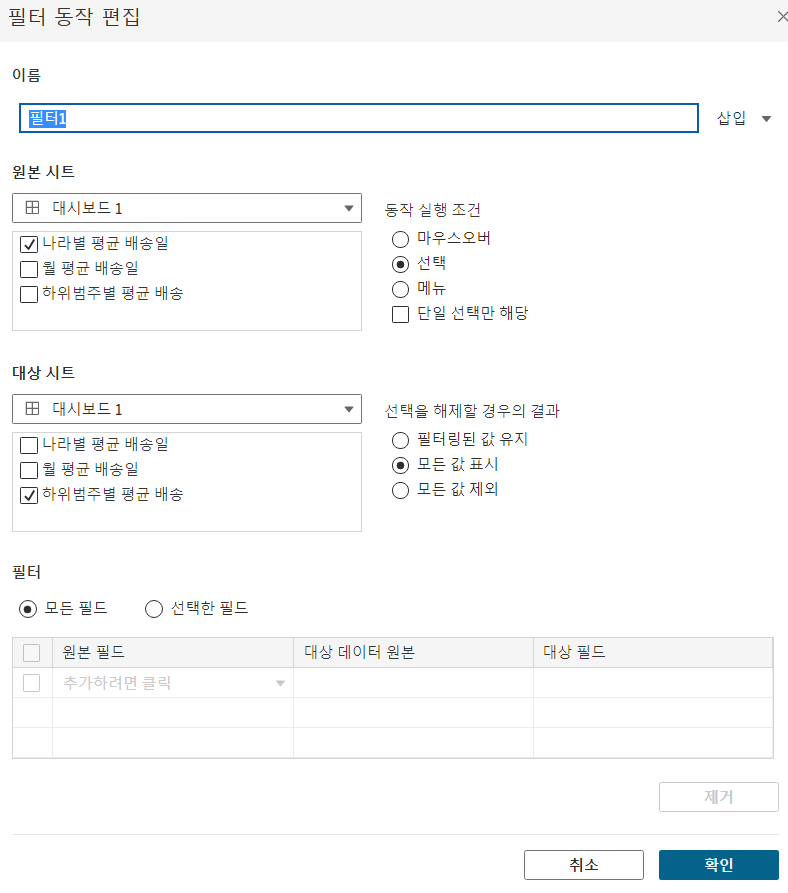 필터 동작 편집
이름
필터1
삽입
원본 시트
대시보드 1
나라별 평균 배송일
월 평균 배송일
하위범주별 평균 배송
동작 실행 조건
마우스오버
선택
메뉴
단일 선택만 해당
대상 시트
대시보드 1
나라별 평균 배송일
월 평균 배송일
하위범주별 평균 배송
선택을 해제할 경우의 결과
필터링된 값 유지
모든 값 표시
모든 값 제외
필터
모든 필드 선택한 필드
원본 필드 대상 데이터 원본 대상 필드
추가하려면 클릭
제거
취소 확인